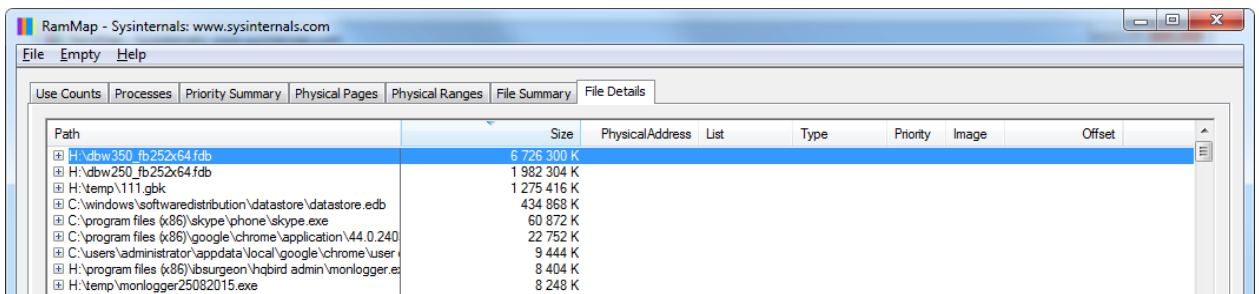 RamMap - Sysinternals: www.sysinternals.com
File Empty Help
Use Counts Processes Priority Summary Physical Pages Physical Ranges File Summary File Details
Path Size PhysicalAddress List Type Priority Image Offset
H:\dbw350_fb252x64.fdb 6 726 300 K
H:\dbw250_fb252x64.fdb 1 982 304 K
H:\temp\111.gbk 1 275 416 K
C:\windows\softwaredistribution\datastore\datastore.edb 434 868 K
C:\program files (x86)\skype\phone\skype.exe 60 872 K
C:\program files (x86)\google\chrome\application\44.0.240 22 752 K
C:\users\administrator\appdata\local\google\chrome\user 9 444 K
H:\program files (x86)\ibsurgeon\hqbird admin\monlogger.e 8 404 K
H:\temp\monlogger25082015.exe 8 248 K